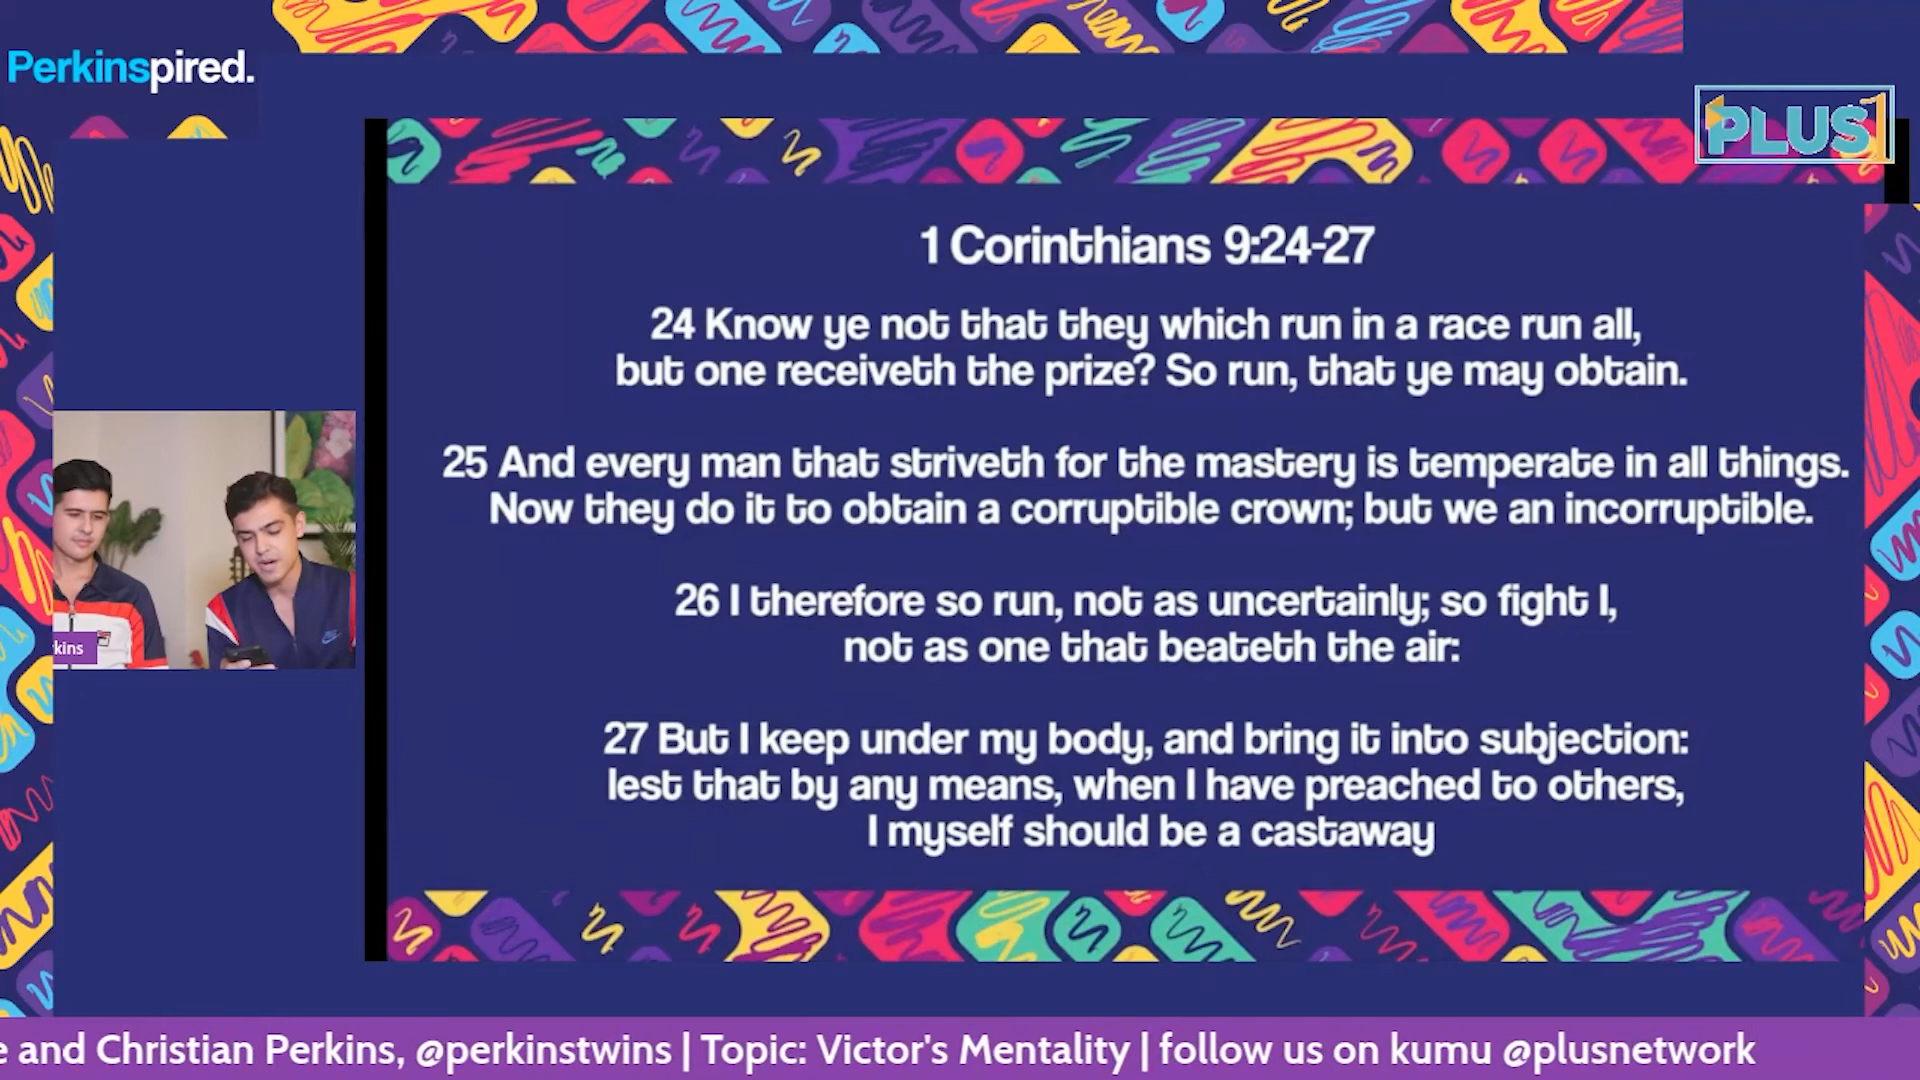 Perkinspired.
PLUS1
1 Corinthians 9:24-27
24 Know ye not that they which run in a race run all,
but one receiveth the prize? So run, that ye may obtain.
25 And every man that striveth for the mastery is temperate in all things.
Now they do it to obtain a corruptible crown; but we an incorruptible.
26 I therefore so run, not as uncertainly; so fight I,
not as one that beateth the air:
27 But I keep under my body, and bring it into subjection:
lest that by any means, when I have preached to others,
I myself should be a castaway
kins
e and Christian Perkins, @perkinstwins | Topic: Victor's Mentality | follow us on kumu @plusnetwork